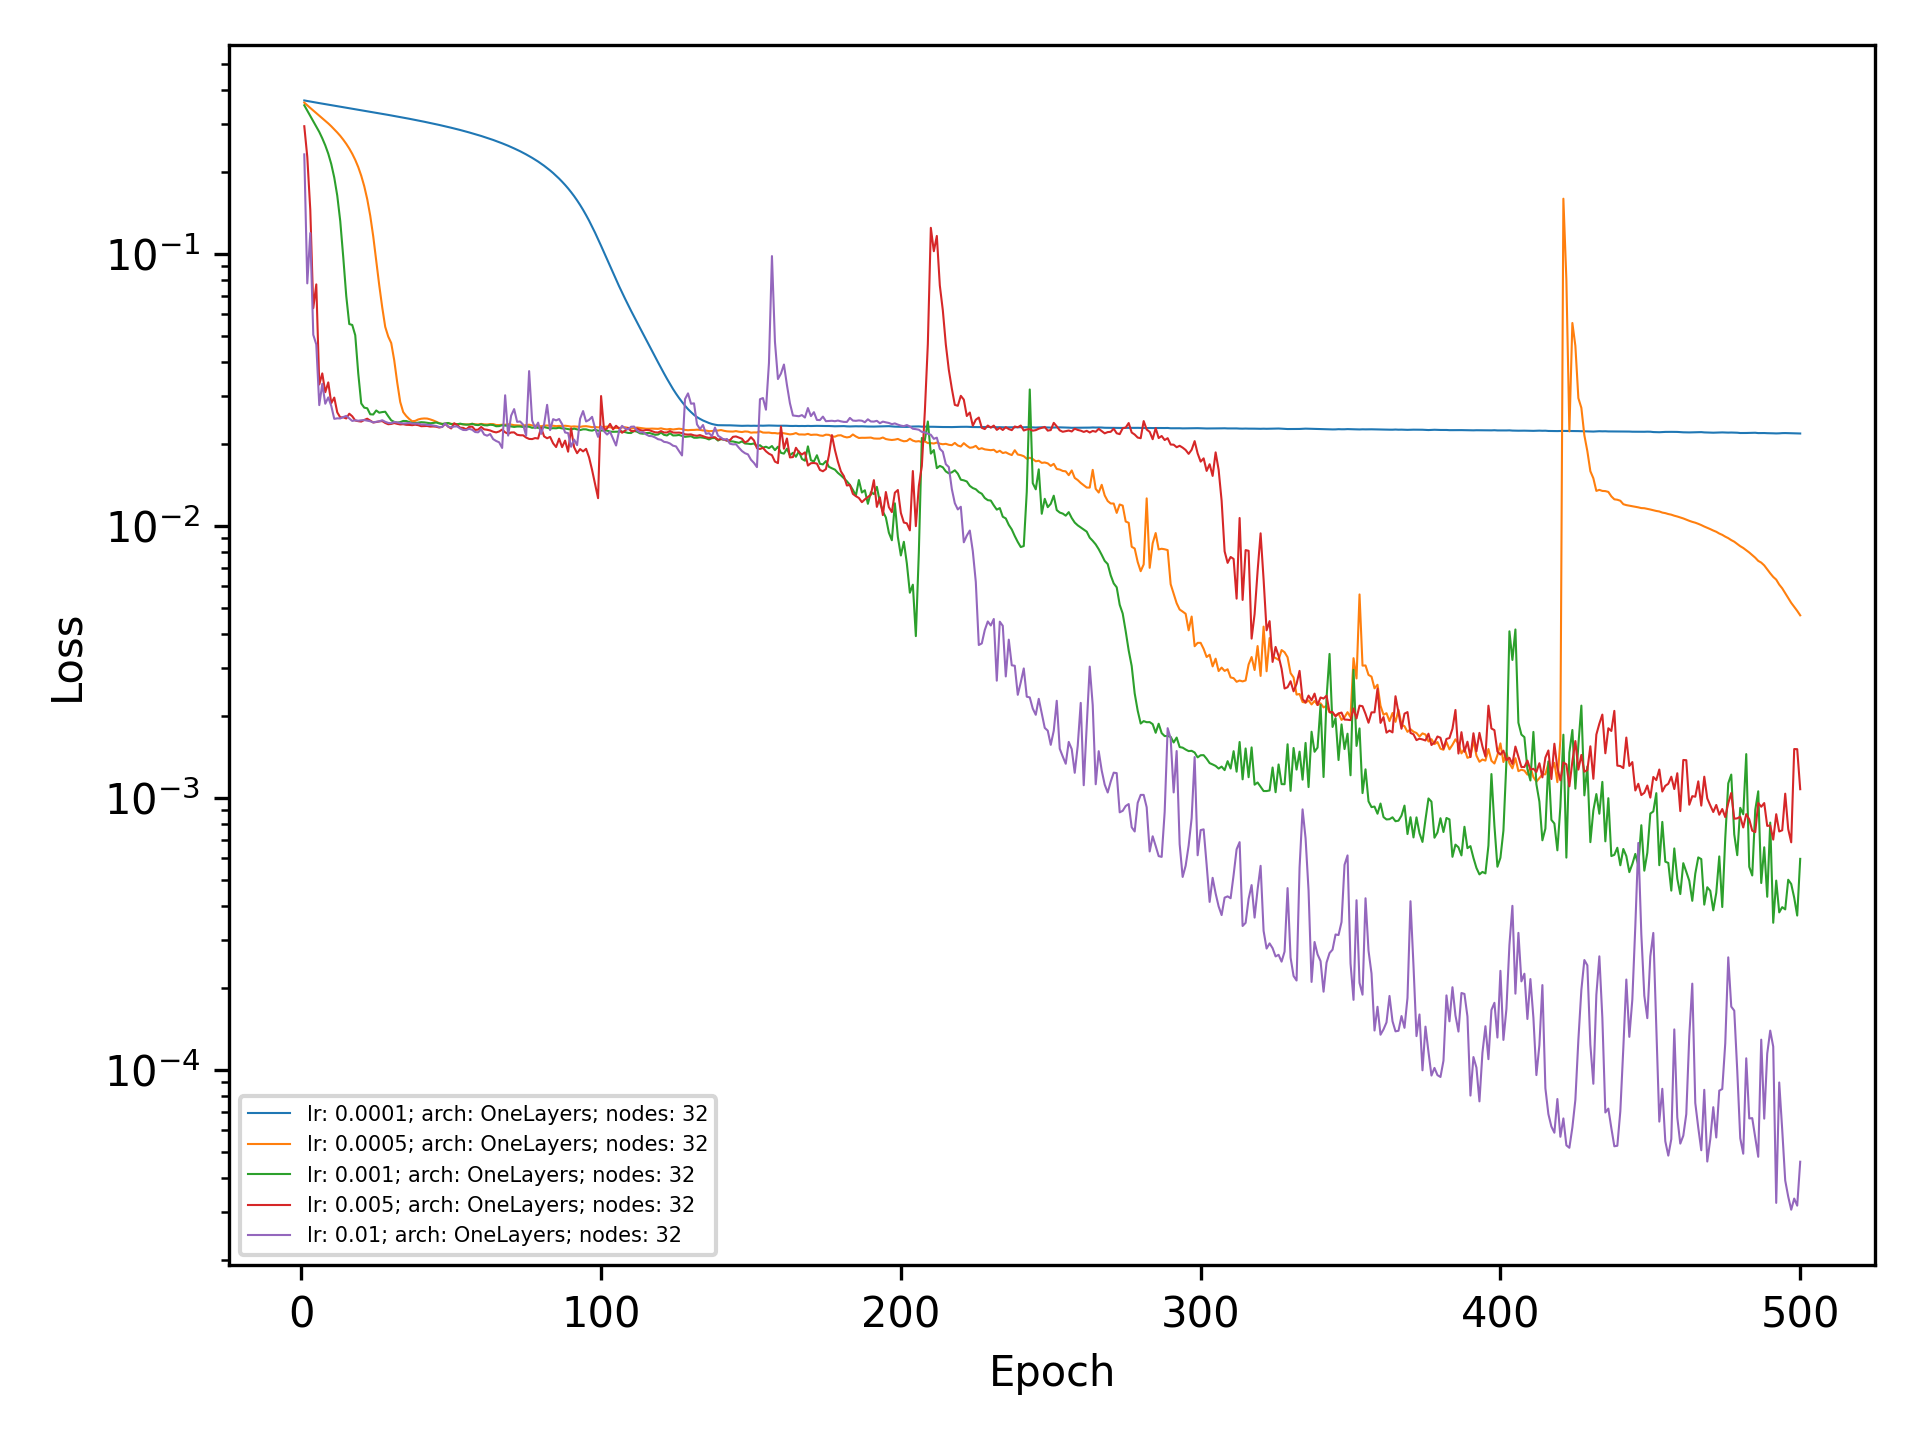 Loss
10⁻¹
10⁻²
10⁻³
10⁻⁴
lr: 0.0001; arch: OneLayers; nodes: 32
lr: 0.0005; arch: OneLayers; nodes: 32
lr: 0.001; arch: OneLayers; nodes: 32
lr: 0.005; arch: OneLayers; nodes: 32
lr: 0.01; arch: OneLayers; nodes: 32
0 100 200 300 400 500
Epoch